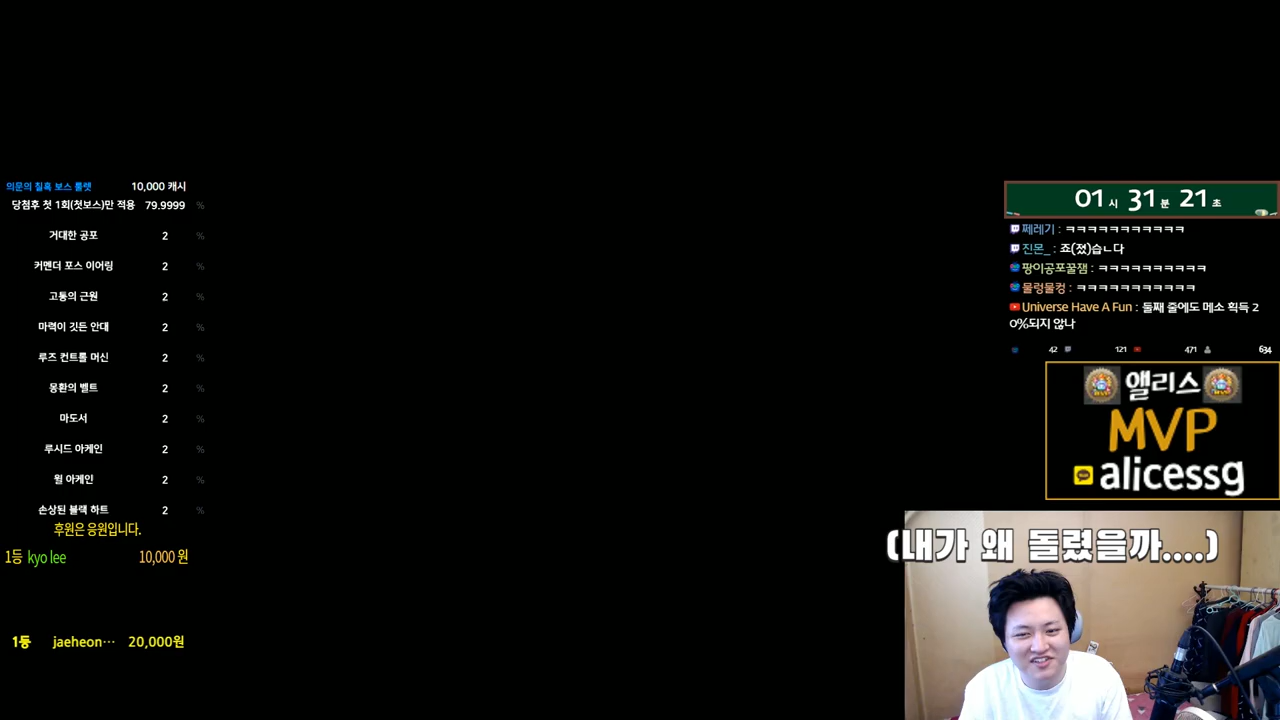 의문의 칠흑 보스 룰렛 10,000 캐시
당첨후 첫 1회(첫보스)만 적용 79.9999 %
거대한 공포 2 %
커멘더 포스 이어링 2 %
고통의 근원 2 %
마력이 깃든 안대 2 %
루즈 컨트롤 머신 2 %
몽환의 벨트 2 %
마도서 2 %
루시드 아케인 2 %
윌 아케인 2 %
손상된 블랙 하트 2 %
후원은 응원입니다.
1등 kyo lee 10,000 원
1등 jaeheon… 20,000원
01 시 31 분 21 초
쩨레기 : ㅋㅋㅋㅋㅋㅋㅋㅋㅋㅋㅋ
진몬_ : 죠(졌)습ㄴ다
팡이공포꿀잼 : ㅋㅋㅋㅋㅋㅋㅋㅋㅋㅋ
물렁물컹 : ㅋㅋㅋㅋㅋㅋㅋㅋㅋㅋㅋ
Universe Have A Fun : 둘째 줄에도 메소 획득 2
0%되지 않나
42 121 471 634
앨리스
MVP
alicessg
(내가 왜 돌렸을까....)